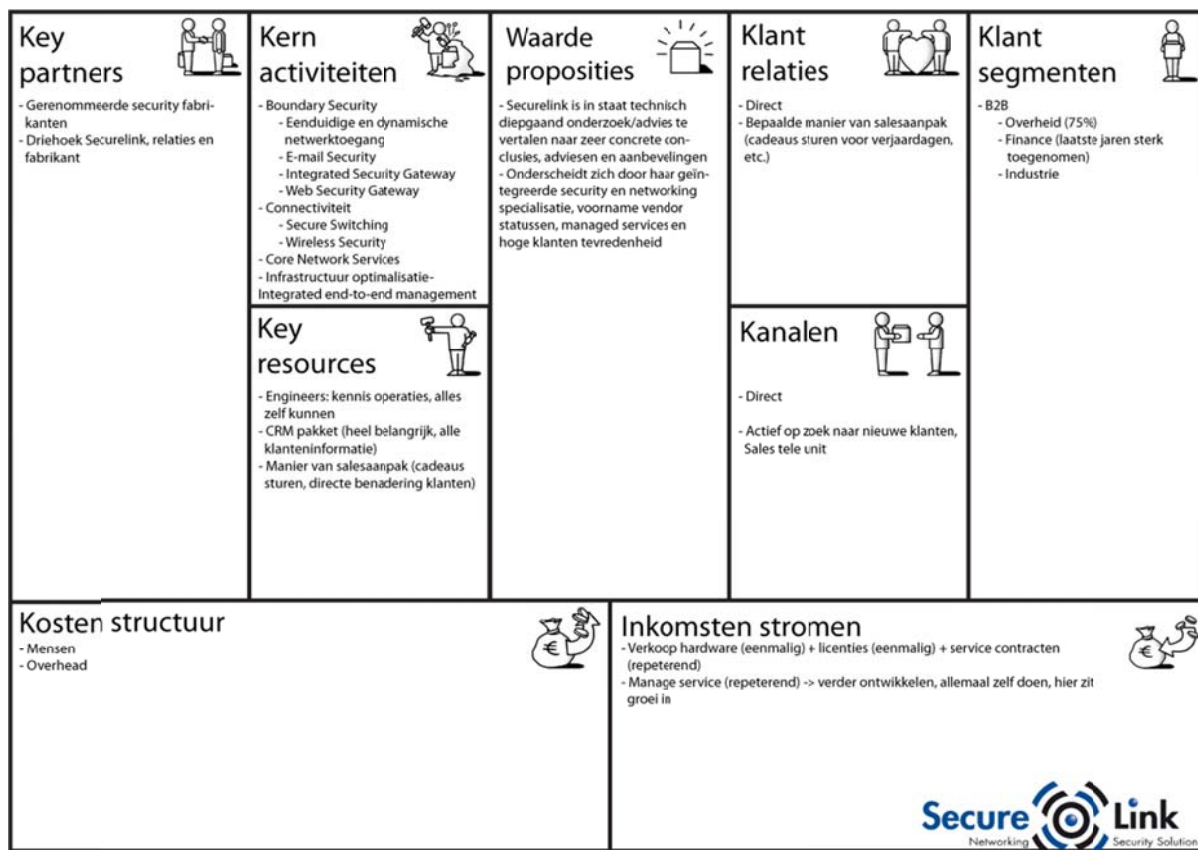 Key
partners
- Gerenommeerde security fabri-
kanten
- Driehoek Securelink, relaties en
fabrikant
Kern
activiteiten
- Boundary Security
- Eenduidige en dynamische
netwerktoegang
- E-mail Security
- Integrated Security Gateway
- Web Security Gateway
- Connectiviteit
- Secure Switching
- Wireless Security
- Core Network Services
- Infrastructuur optimalisatie-
Integrated end-to-end management
Key
resources
- Engineers: kennis operaties, alles
zelf kunnen
- CRM pakket (heel belangrijk, alle
klanteninformatie)
- Manier van salesaanpak (cadeaus
sturen, directe benadering klanten)
Waarde
proposities
- Securelink is in staat technisch
diepgaand onderzoek/advies te
vertalen naar zeer concrete con-
clusies, adviesen en aanbevelingen
- Onderscheidt zich door haar geïn-
tegreerde security en networking
specialisatie, voorname vendor
statussen, managed services en
hoge klanten tevredenheid
Klant
relaties
- Direct
- Bepaalde manier van salesaanpak
(cadeaus sturen voor verjaardagen,
etc.)
Kanalen
- Direct
- Actief op zoek naar nieuwe klanten,
Sales tele unit
Klant
segmenten
- B2B
- Overheid (75%)
- Finance (laatste jaren sterk
toegenomen)
- Industrie
Kosten structuur
- Mensen
- Overhead
€
Inkomsten stromen
- Verkoop hardware (eenmalig) + licenties (eenmalig) + service contracten
(repeterend)
- Manage service (repeterend) -> verder ontwikkelen, allemaal zelf doen, hier zit
groei in
€
Secure Link
Networking Security Solution